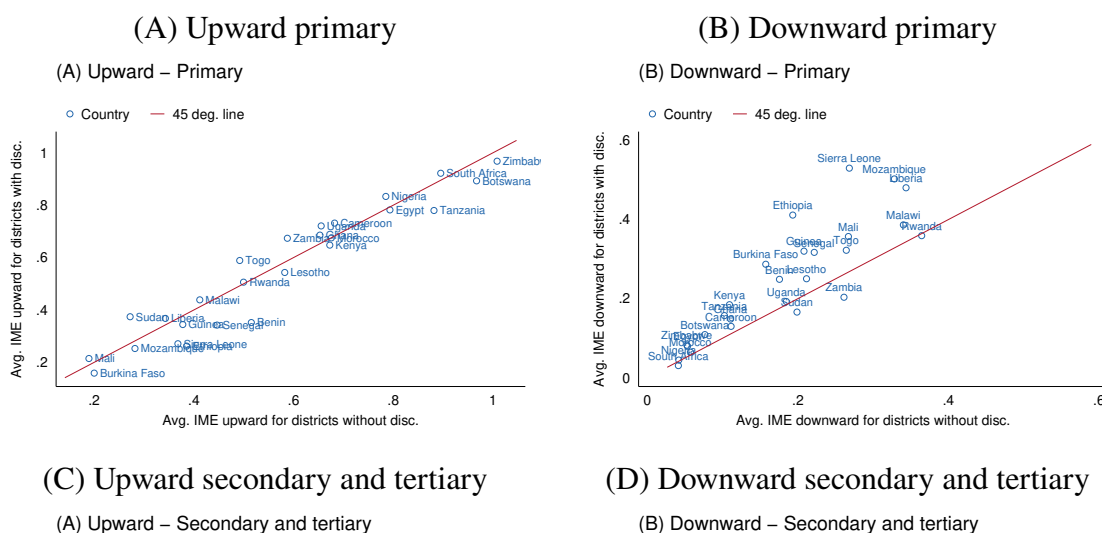 (A) Upward primary
(A) Upward – Primary
Country
45 deg. line
Avg. IME upward for districts with disc.
1
.8
.6
.4
.2
Zimbabw
South Africa
Botswana
Nigeria
Egypt
Tanzania
Cameroon
Uganda
Ghana
Zambia
Morocco
Kenya
Togo
Lesotho
Rwanda
Malawi
Sudan
Liberia
Guinea
Senegal
Benin
Sierra Leone
Ethiopia
Mozambique
Mali
Burkina Faso
.2 .4 .6 .8 1
Avg. IME upward for districts without disc.
(B) Downward primary
(B) Downward – Primary
Country
45 deg. line
Avg. IME downward for districts with disc.
.6
.4
.2
0
Sierra Leone
Mozambique
Liberia
Ethiopia
Malawi
Rwanda
Mali
Togo
Guinea
Senegal
Burkina Faso
Benin
Lesotho
Zambia
Uganda
Sudan
Kenya
Tanzania
Ghana
Cameroon
Botswana
Zimbabwe
Morocco
Nigeria
South Africa
0 .2 .4 .6
Avg. IME downward for districts without disc.
(C) Upward secondary and tertiary
(A) Upward – Secondary and tertiary
(D) Downward secondary and tertiary
(B) Downward – Secondary and tertiary